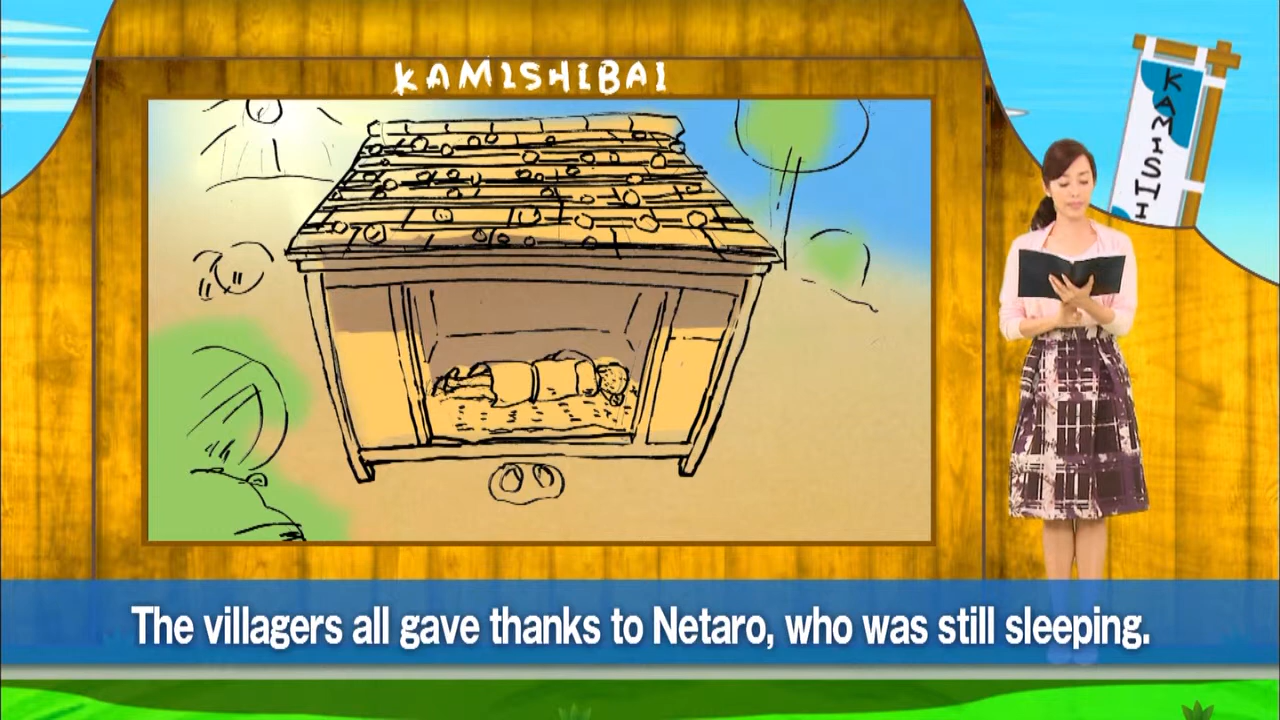 KAMISHIBAI
KAMISHI
The villagers all gave thanks to Netaro, who was still sleeping.